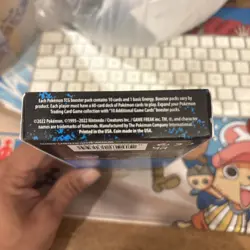 Each Pokémon TCG booster pack contains 10 cards and 1 basic Energy. Booster packs vary by
product. Each player must have a 60-card deck of Pokémon cards to play. Expand your Pokémon
Trading Card Game collection with "10 Additional Game Cards" booster packs.
©2022 Pokémon. ©1995–2022 Nintendo / Creatures Inc. / GAME FREAK inc. TM, ®, and character
names are trademarks of Nintendo. Manufactured by The Pokémon Company International.
Printed in the USA. Coin made in the USA.